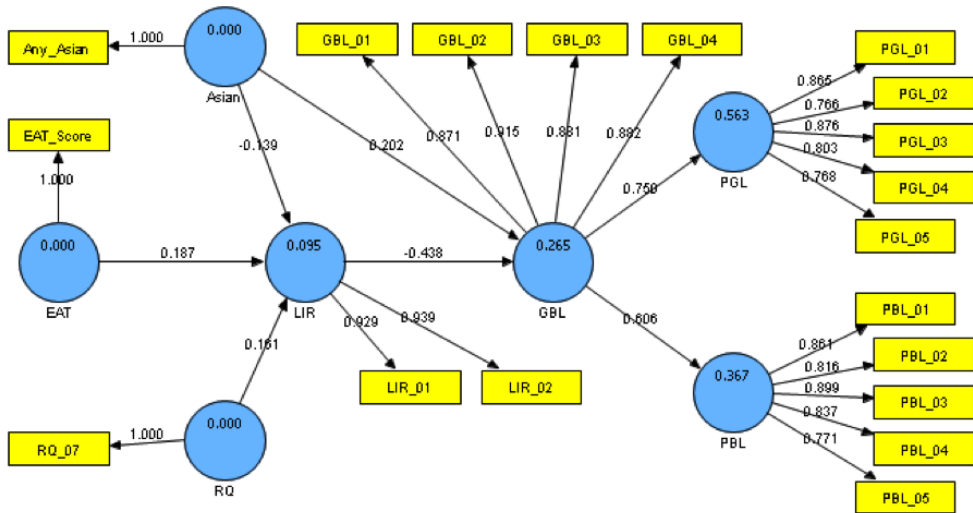 GBL_01
GBL_02
GBL_03
GBL_04
Any_Asian
1.000
0.000
Asian
PGL_01
0.865
PGL_02
0.766
PGL_03
0.876
PGL_04
0.803
PGL_05
0.768
0.563
PGL
EAT_Score
1.000
-0.139
0.202
0.871
0.915
0.881
0.882
0.750
0.000
EAT
0.187
0.095
LIR
-0.438
0.265
GBL
0.161
0.929
0.939
LIR_01
LIR_02
0.606
PBL_01
0.861
PBL_02
0.816
PBL_03
0.899
PBL_04
0.837
PBL_05
0.771
0.367
PBL
RQ_07
1.000
0.000
RQ